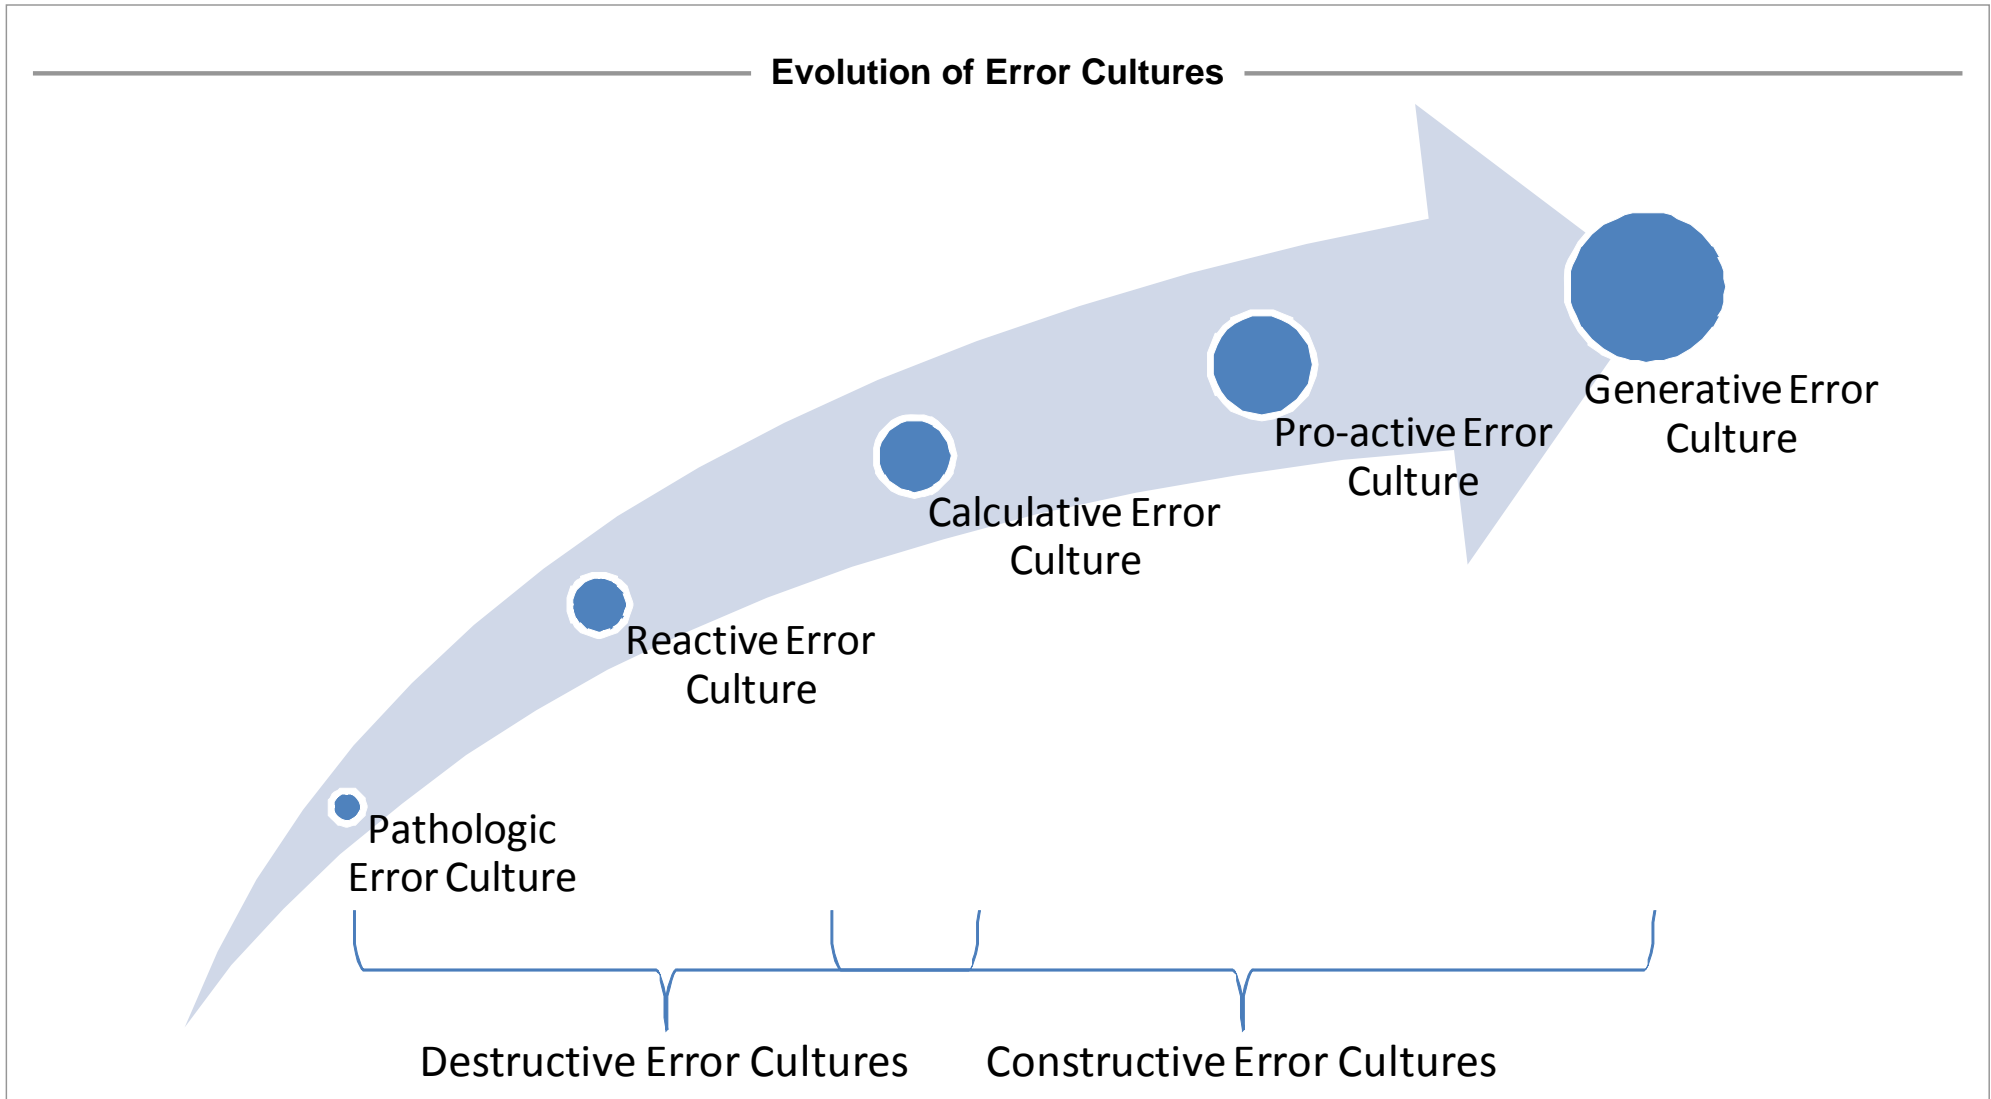 Evolution of Error Cultures
Generative Error
Culture
Pro-active Error
Culture
Calculative Error
Culture
Reactive Error
Culture
Pathologic
Error Culture
Destructive Error Cultures
Constructive Error Cultures